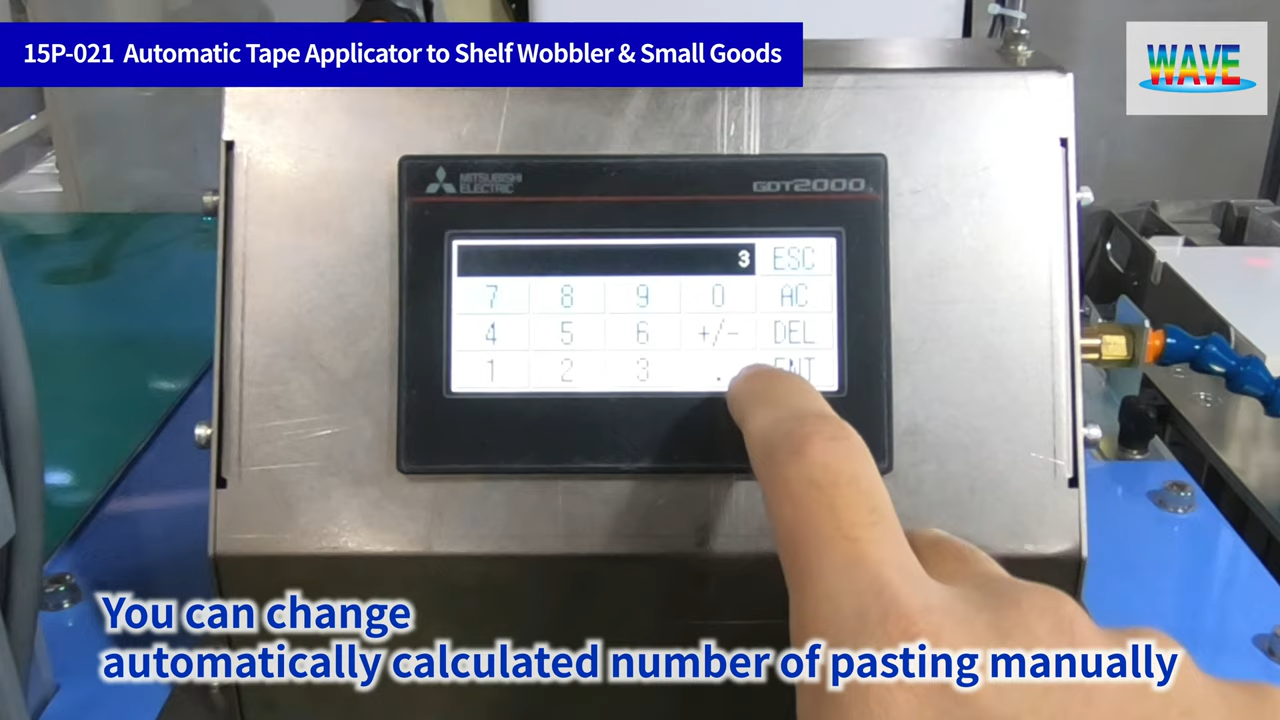 15P-021 Automatic Tape Applicator to Shelf Wobbler & Small Goods
WAVE
MITSUBISHI
ELECTRIC
GOT2000
3 ESC
7 8 9 0 AC
4 5 6 +/- DEL
1 2 3 . ENT
You can change
automatically calculated number of pasting manually